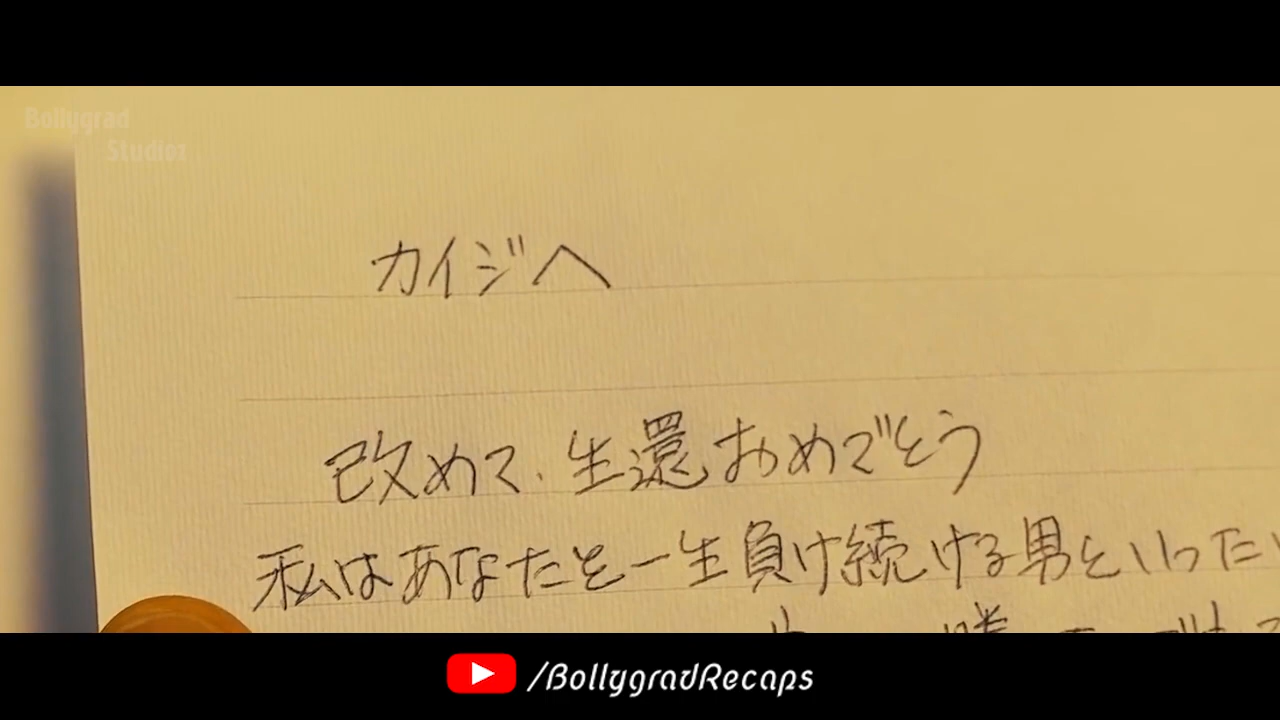 Bollygrad
Studioz
カイジへ
改めて、生還おめでとう
私はあなたを一生負け続ける男といった
/BollygradRecaps